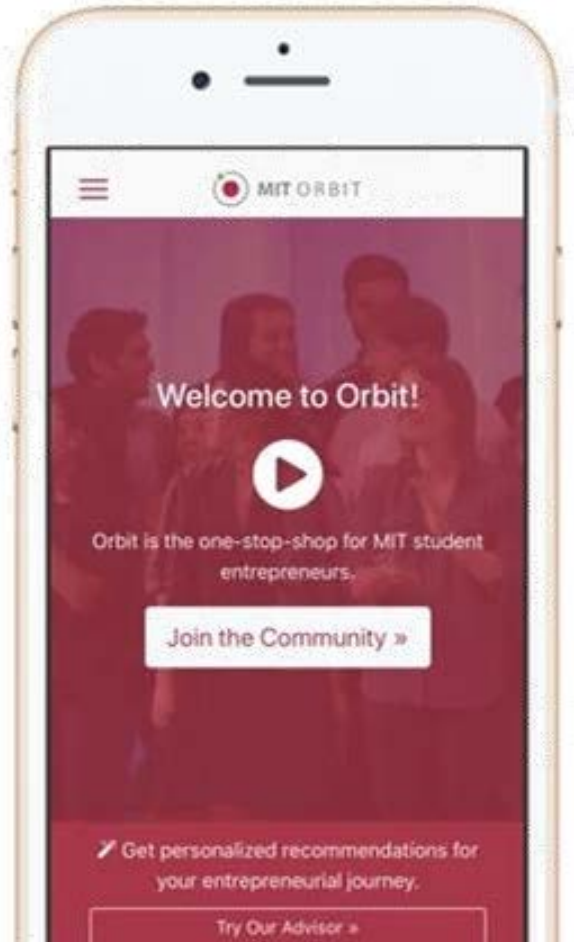 MIT ORBIT
Welcome to Orbit!
Orbit is the one-stop-shop for MIT student
entrepreneurs.
Join the Community »
Get personalized recommendations for
your entrepreneurial journey.
Try Our Advisor »